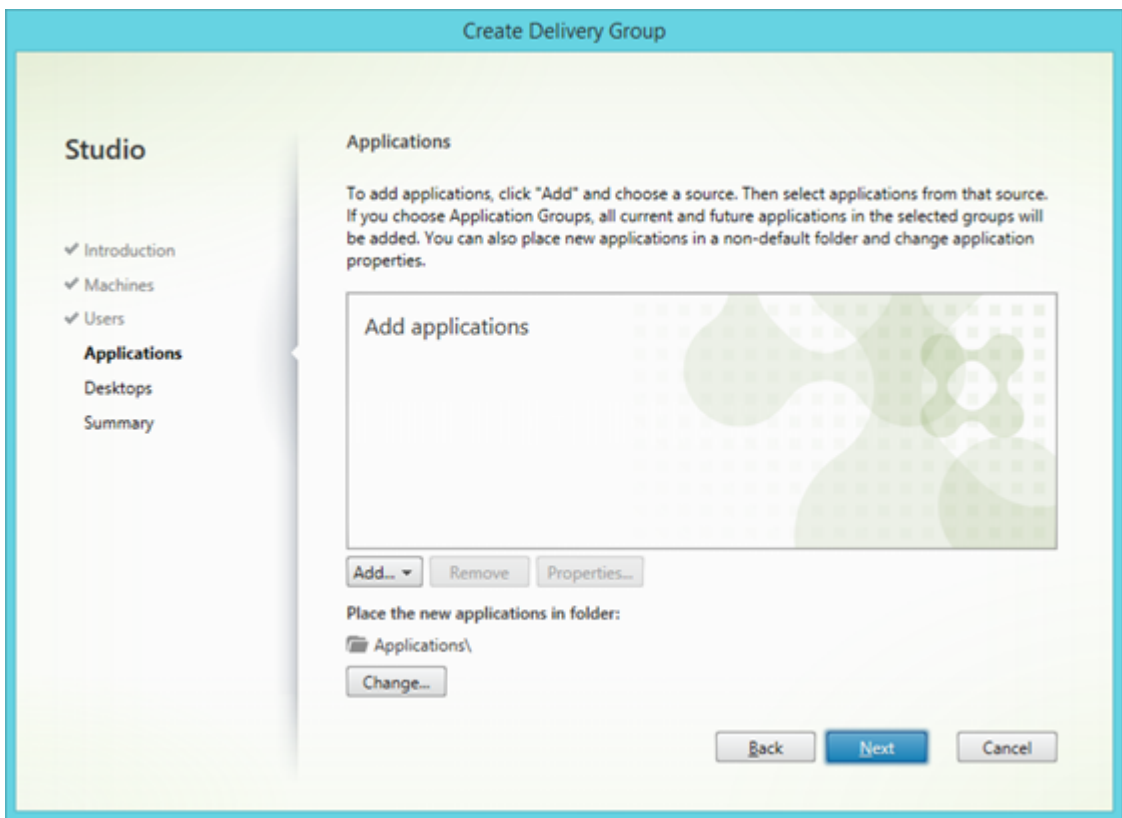 Create Delivery Group
Studio
✔ Introduction
✔ Machines
✔ Users
Applications
Desktops
Summary
Applications
To add applications, click "Add" and choose a source. Then select applications from that source.
If you choose Application Groups, all current and future applications in the selected groups will
be added. You can also place new applications in a non-default folder and change application
properties.
Add applications
Add... Remove Properties...
Place the new applications in folder:
Applications\
Change...
Back Next Cancel